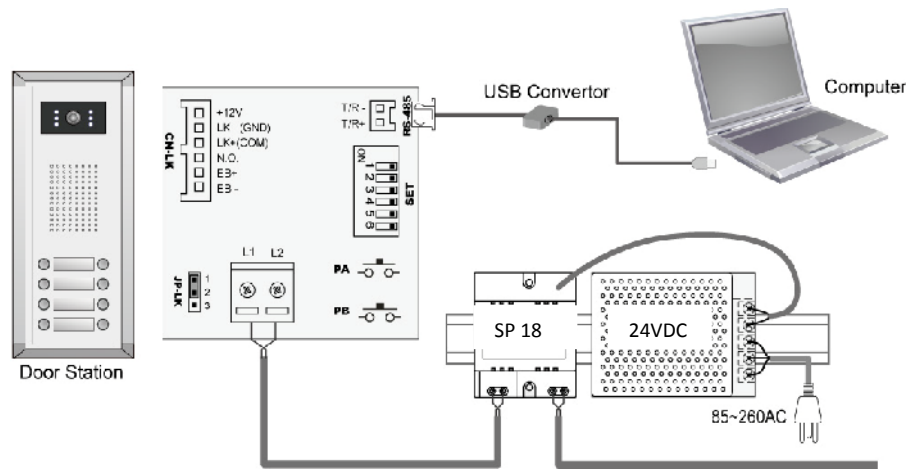 Door Station
CN-LK
+12V
LK-(GND)
LK+(COM)
N.O.
EB+
EB-
T/R -
T/R+
RS-485
USB Convertor
Computer
ON
1
2
3
4
5
6
SET
L1 L2
JP-LK
1
2
3
PA
PB
SP 18
24VDC
85~260AC